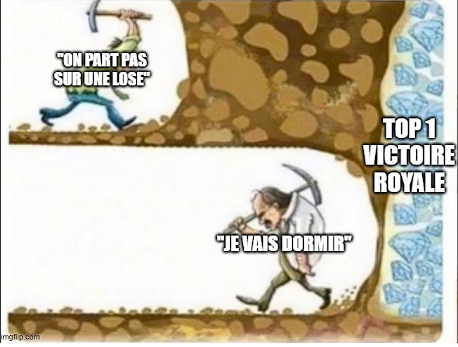 "ON PART PAS
SUR UNE LOSE"
TOP 1
VICTOIRE
ROYALE
"JE VAIS DORMIR"
imgflip.com